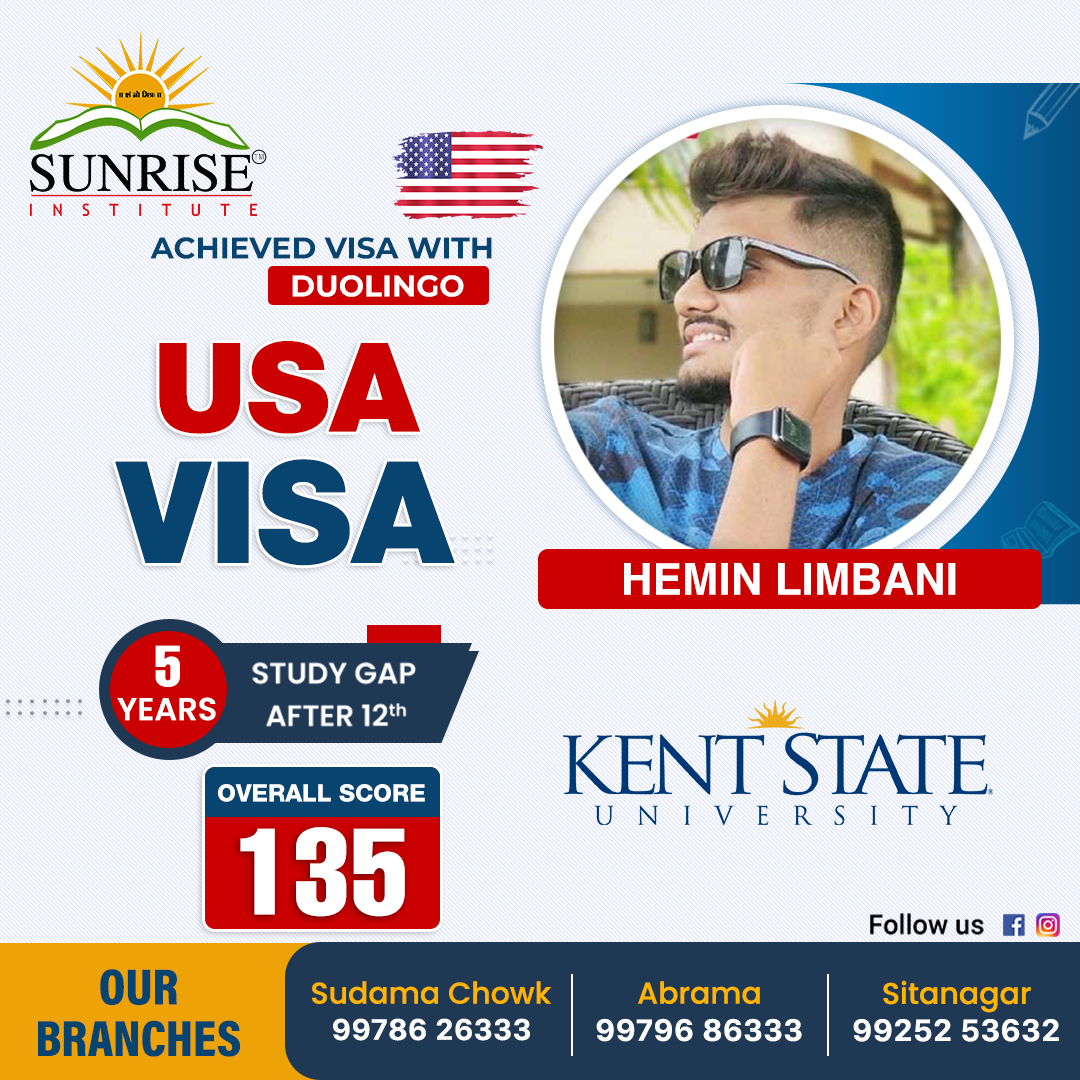 SUNRISE™
INSTITUTE
ACHIEVED VISA WITH
DUOLINGO
USA
VISA
HEMIN LIMBANI
5
YEARS
STUDY GAP
AFTER 12th
OVERALL SCORE
135
KENT STATE
UNIVERSITY
Follow us
OUR
BRANCHES
Sudama Chowk
99786 26333
Abrama
99796 86333
Sitanagar
99252 53632